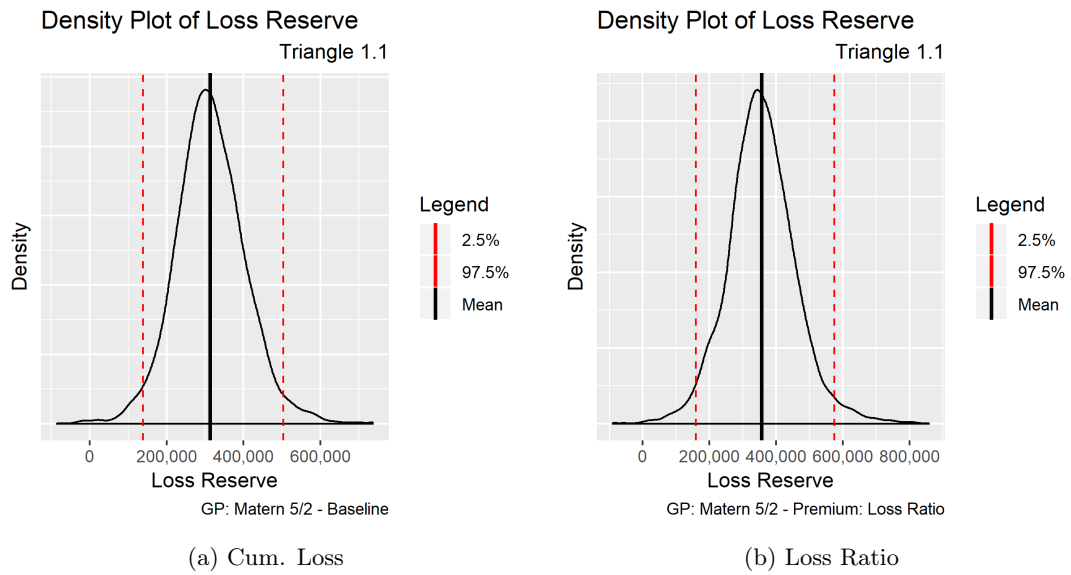 Density Plot of Loss Reserve
Triangle 1.1
Density
0
200,000
400,000
600,000
Loss Reserve
GP: Matern 5/2 - Baseline
Legend
2.5%
97.5%
Mean
(a) Cum. Loss
Density Plot of Loss Reserve
Triangle 1.1
Density
0
200,000
400,000
600,000
800,000
Loss Reserve
GP: Matern 5/2 - Premium: Loss Ratio
Legend
2.5%
97.5%
Mean
(b) Loss Ratio